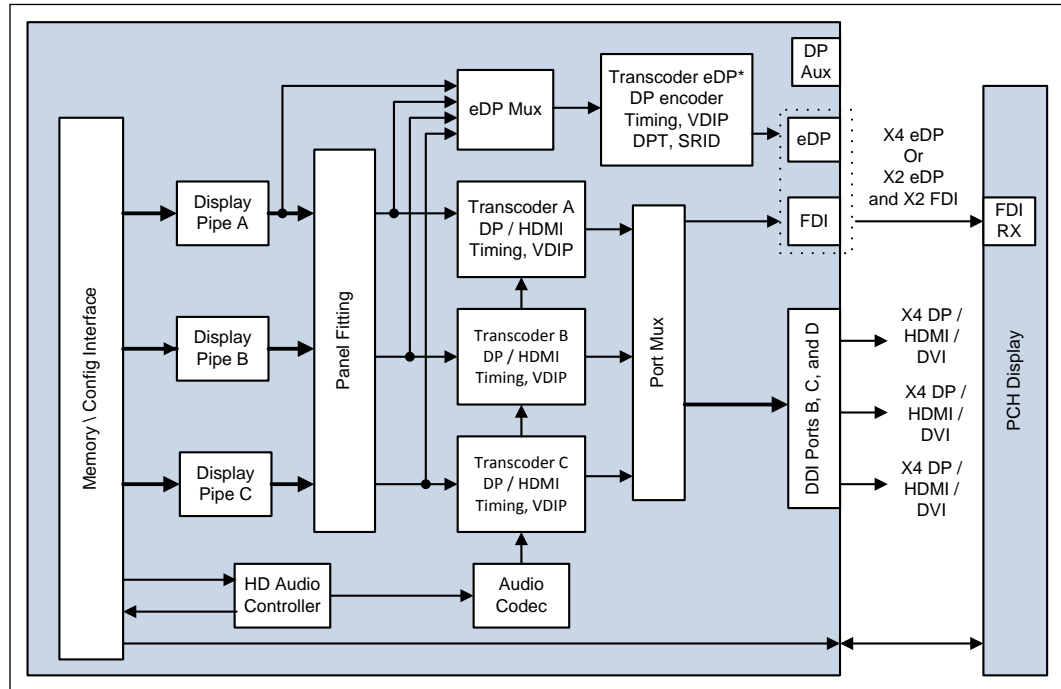 Memory \ Config Interface
Display
Pipe A
Display
Pipe B
Display
Pipe C
HD Audio
Controller
Panel Fitting
eDP Mux
Transcoder eDP*
DP encoder
Timing, VDIP
DPT, SRID
Transcoder A
DP / HDMI
Timing, VDIP
Transcoder B
DP / HDMI
Timing, VDIP
Transcoder C
DP / HDMI
Timing, VDIP
Audio
Codec
Port Mux
DP
Aux
eDP
FDI
DDI Ports B, C, and D
X4 eDP
Or
X2 eDP
and X2 FDI
X4 DP /
HDMI /
DVI
X4 DP /
HDMI /
DVI
X4 DP /
HDMI /
DVI
FDI
RX
PCH Display